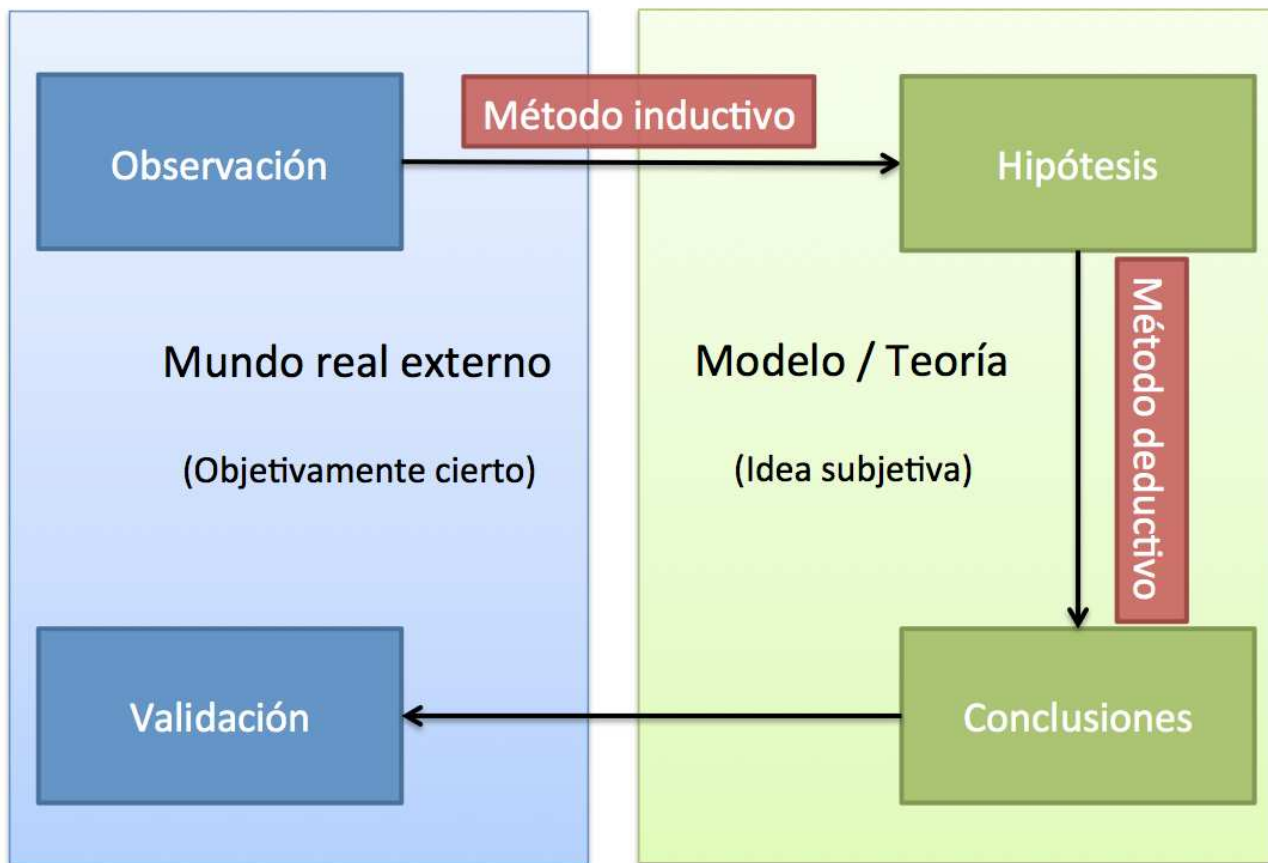 Método inductivo
Observación
Hipótesis
Mundo real externo
(Objetivamente cierto)
Modelo / Teoría
(Idea subjetiva)
Método deductivo
Validación
Conclusiones